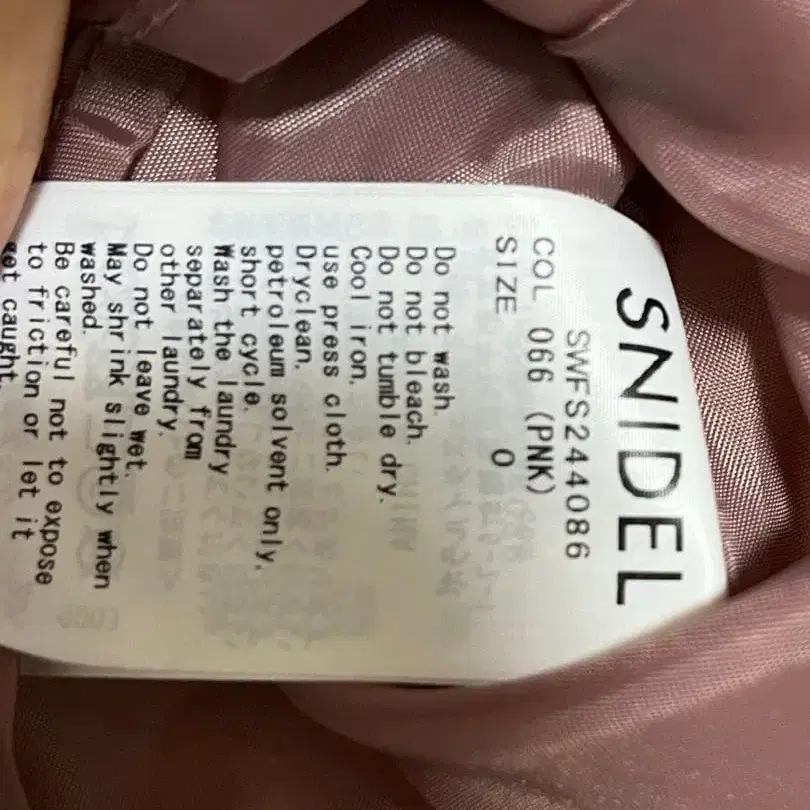 SNIDEL
SWFS244086
COL 066 (PNK)
SIZE 0
Do not wash.
Do not bleach.
Do not tumble dry.
Cool iron.
use press cloth.
Dryclean.
petroleum solvent only.
short cycle.
Wash the laundry
separately from
other laundry.
Do not leave wet.
May shrink slightly when
washed.
Be careful not to expose
to friction or let it
get caught.